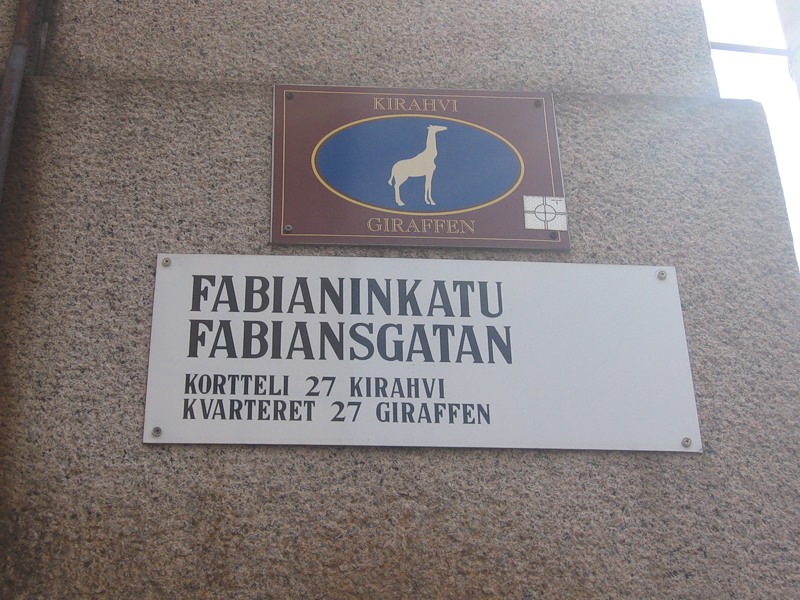 KIRAHVI
GIRAFFEN
FABIANINKATU
FABIANSGATAN
KORTTELI 27 KIRAHVI
KVARTERET 27 GIRAFFEN